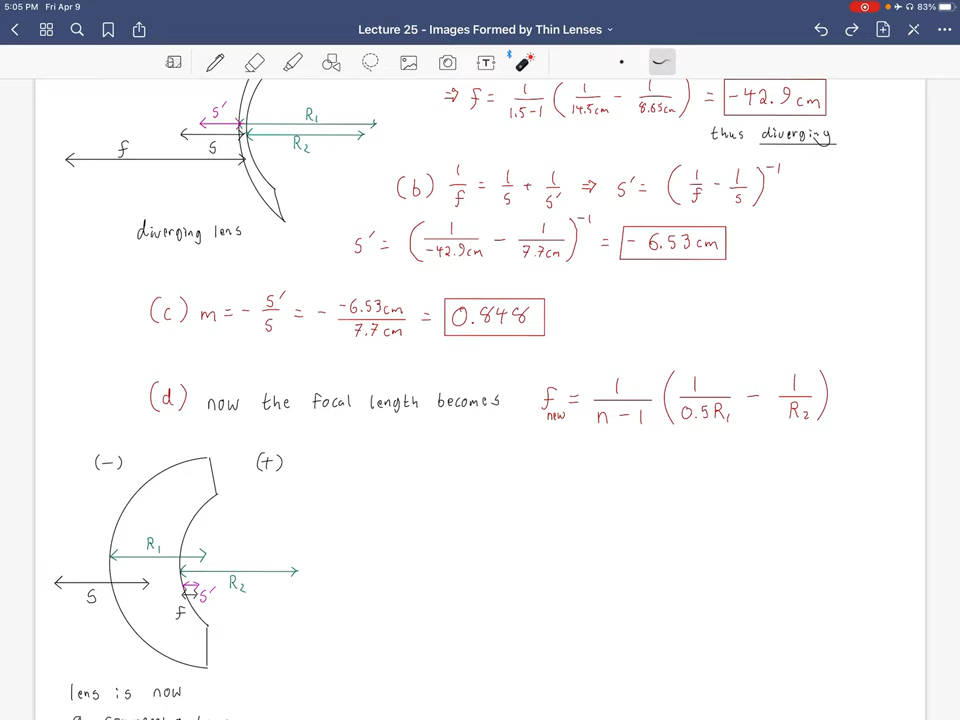 5:05 PM Fri Apr 9
83%
Lecture 25 - Images Formed by Thin Lenses
T
⇒ f = 1/(1.5-1) (1/14.5cm - 1/8.65cm) = -42.9 cm
thus diverging
s' R1
s R2
f
diverging lens
(b) 1/f = 1/s + 1/s' ⇒ s' = (1/f - 1/s)^-1
s' = (1/-42.9cm - 1/7.7cm)^-1 = -6.53cm
(c) m = - s'/s = - -6.53cm/7.7cm = 0.848
(d) now the focal length becomes f new = 1/(n-1) (1/0.5R1 - 1/R2)
(-) (+)
R1
R2
s s'
f
lens is now